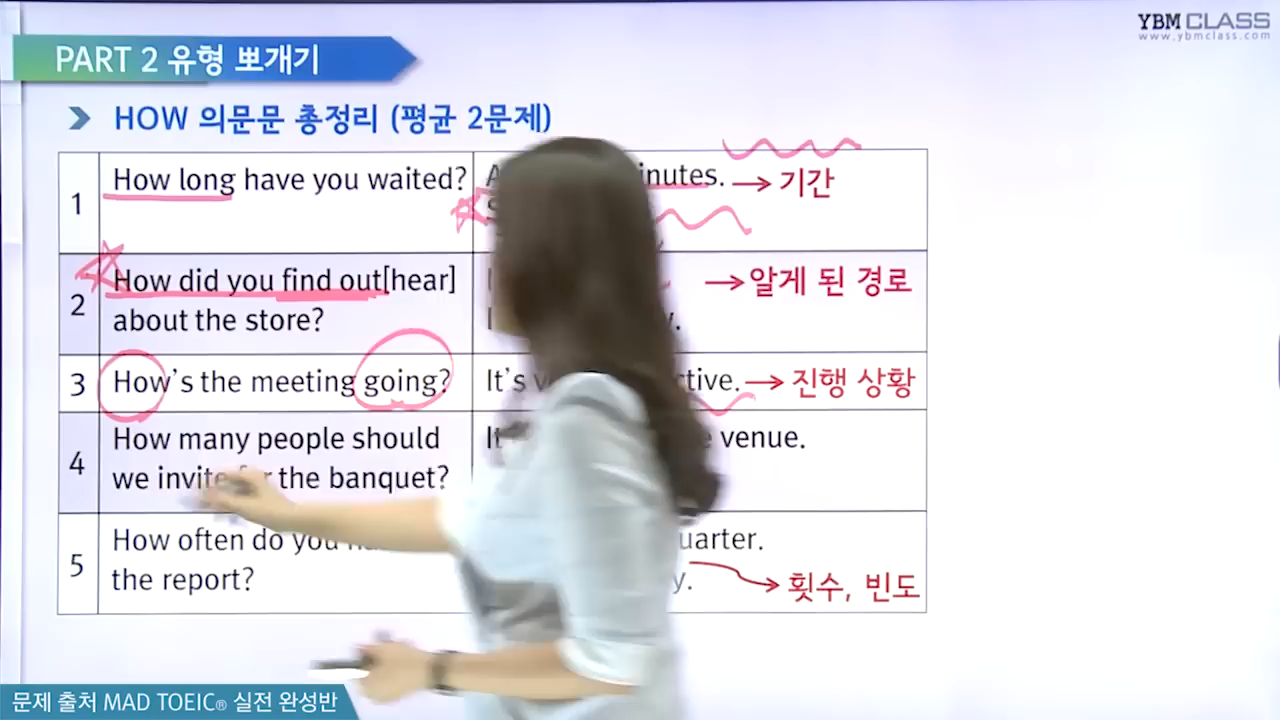 YBM CLASS
www.ybmclass.com
PART 2 유형 뽀개기
HOW 의문문 총정리 (평균 2문제)
1
How long have you waited?
→ 기간
2
How did you find out[hear]
about the store?
→ 알게 된 경로
3
How's the meeting going?
It's
→ 진행 상황
4
How many people should
we invite the banquet?
venue.
5
How often do you
the report?
→ 횟수, 빈도
문제 출처 MAD TOEIC® 실전 완성반